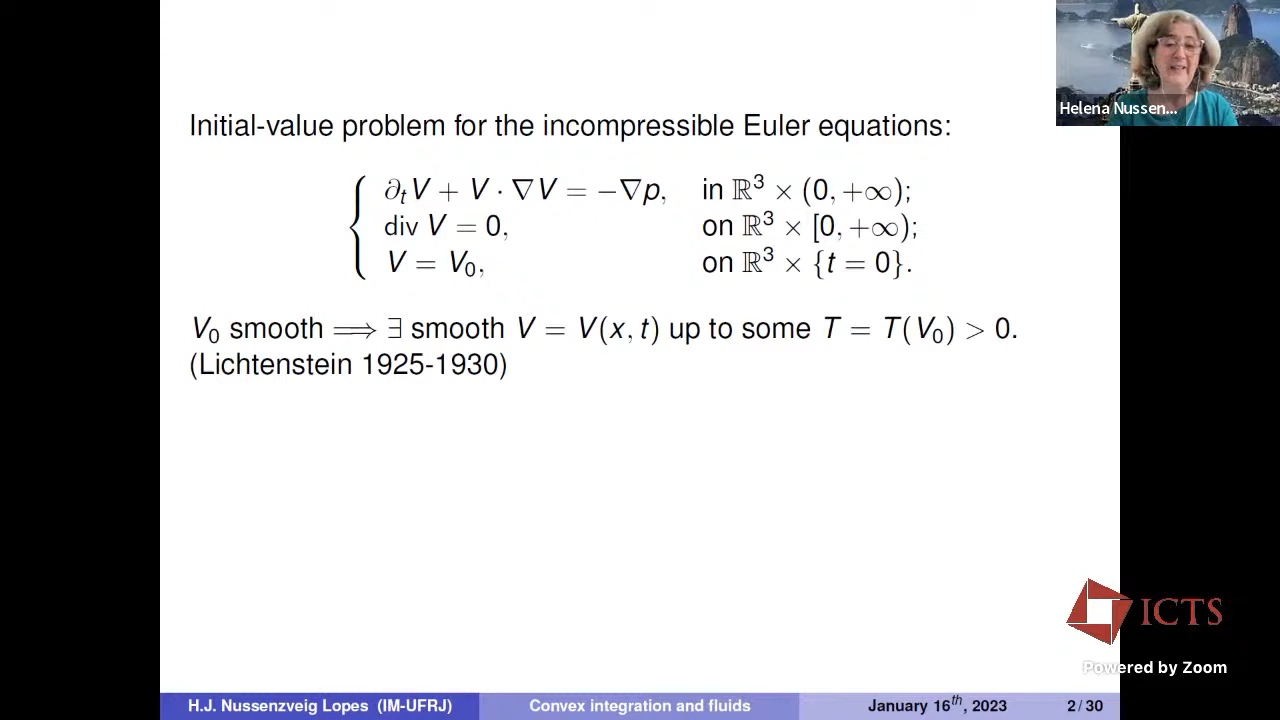 Helena Nussen...
Initial-value problem for the incompressible Euler equations:
∂ₜV + V · ∇V = −∇p, in ℝ³ × (0, +∞);
div V = 0, on ℝ³ × [0, +∞);
V = V₀, on ℝ³ × {t = 0}.
V₀ smooth ⟹ ∃ smooth V = V(x, t) up to some T = T(V₀) > 0.
(Lichtenstein 1925-1930)
ICTS
Powered by Zoom
H.J. Nussenzveig Lopes (IM-UFRJ) Convex integration and fluids January 16th, 2023 2 / 30